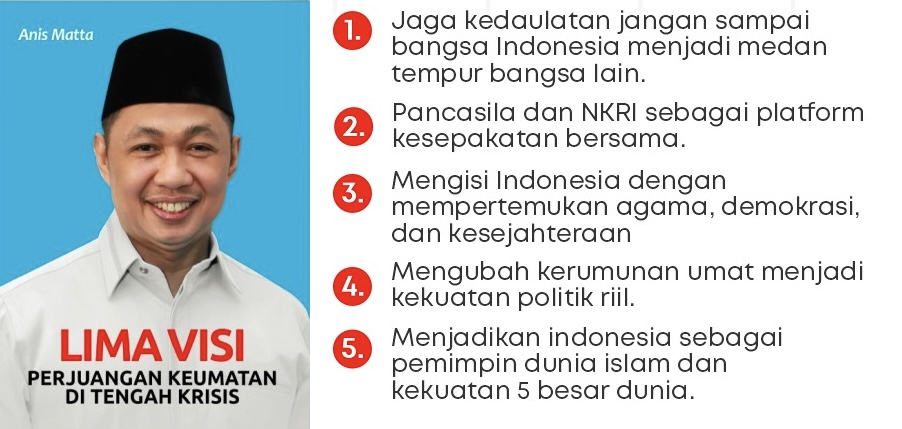 Anis Matta
LIMA VISI
PERJUANGAN KEUMATAN
DI TENGAH KRISIS
1. Jaga kedaulatan jangan sampai
bangsa Indonesia menjadi medan
tempur bangsa lain.
2. Pancasila dan NKRI sebagai platform
kesepakatan bersama.
3. Mengisi Indonesia dengan
mempertemukan agama, demokrasi,
dan kesejahteraan
4. Mengubah kerumunan umat menjadi
kekuatan politik riil.
5. Menjadikan indonesia sebagai
pemimpin dunia islam dan
kekuatan 5 besar dunia.